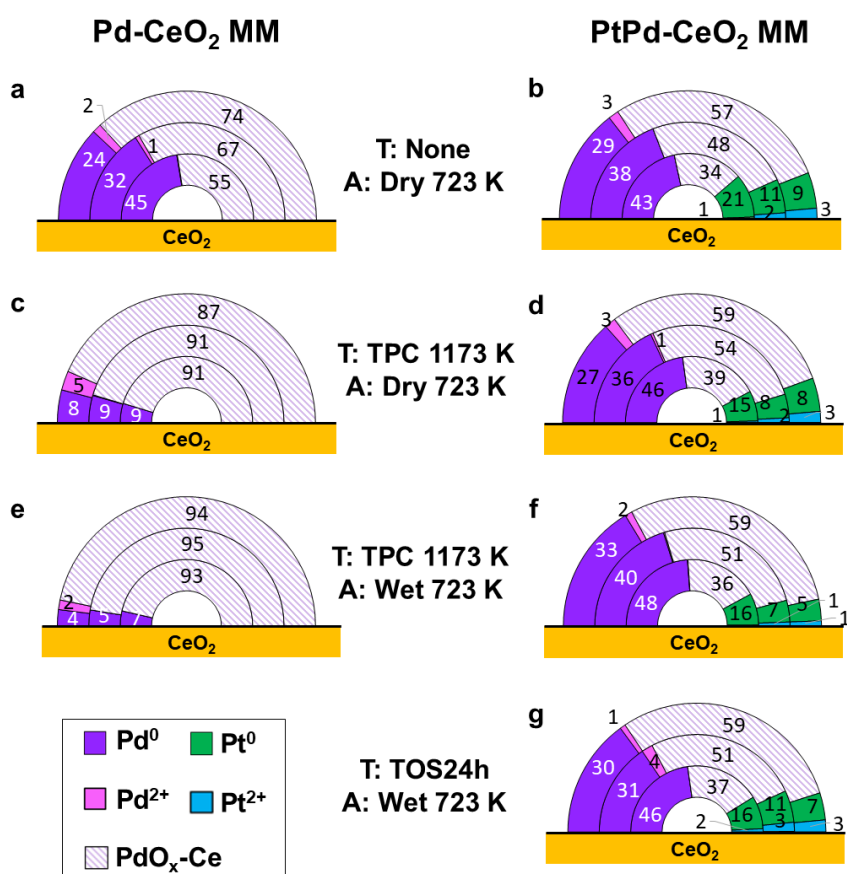 Pd-CeO₂ MM
PtPd-CeO₂ MM
a
2
74
24
1
67
32
55
45
CeO₂
T: None
A: Dry 723 K
b
3
57
29
48
38
34
43
1
21
11
2
9
3
CeO₂
c
87
91
91
5
8
9
9
CeO₂
T: TPC 1173 K
A: Dry 723 K
d
3
59
1
54
27
36
39
46
1
15
8
2
8
3
CeO₂
e
94
95
93
2
4
5
7
CeO₂
T: TPC 1173 K
A: Wet 723 K
f
2
59
33
51
40
36
48
16
7
5
1
1
CeO₂
Pd⁰
Pt⁰
Pd²⁺
Pt²⁺
PdOₓ-Ce
T: TOS24h
A: Wet 723 K
g
1
59
30
4
51
31
37
46
2
16
11
3
7
3
CeO₂